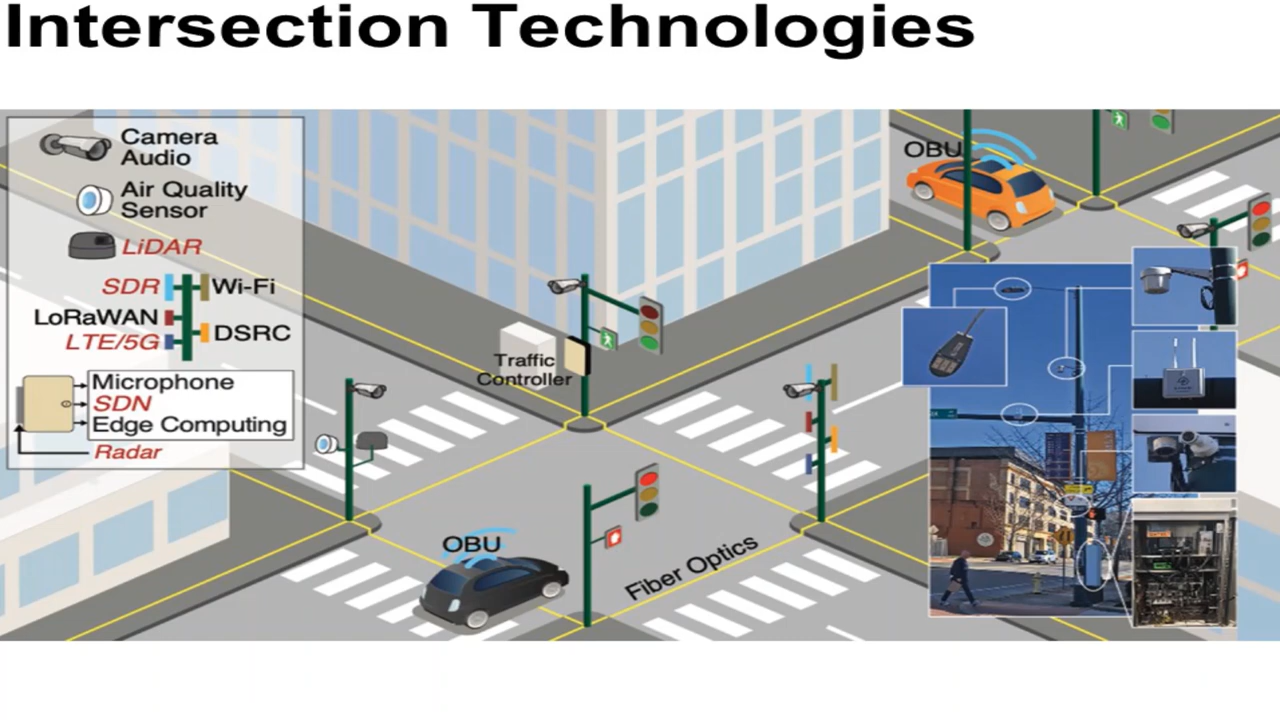 Intersection Technologies
Camera
Audio
Air Quality
Sensor
LiDAR
SDR
Wi-Fi
LoRaWAN
DSRC
LTE/5G
Microphone
SDN
Edge Computing
Radar
OBU
Traffic
Controller
OBU
Fiber Optics